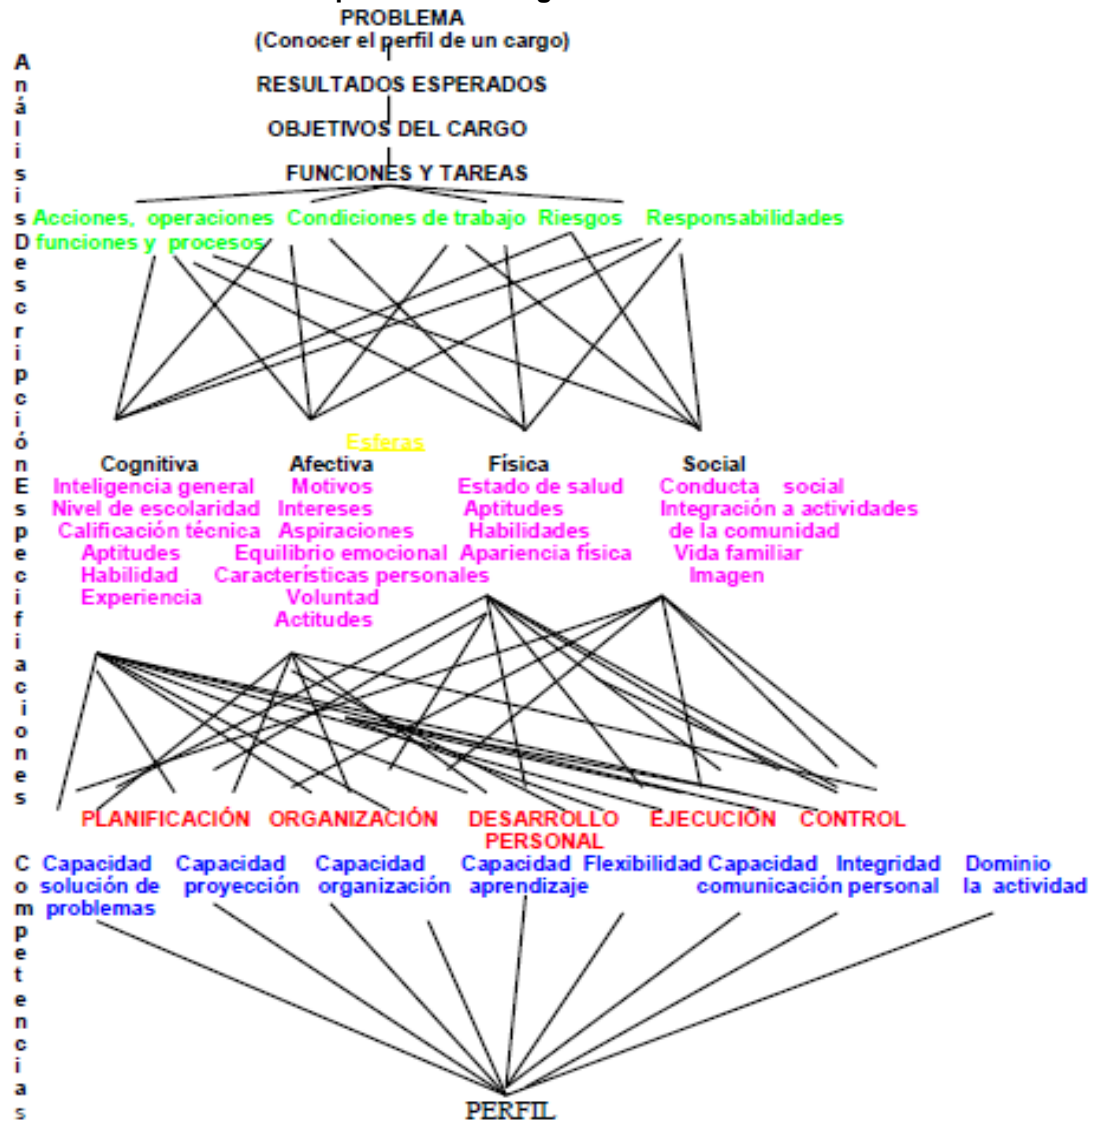 PROBLEMA
(Conocer el perfil de un cargo)
RESULTADOS ESPERADOS
OBJETIVOS DEL CARGO
FUNCIONES Y TAREAS
Acciones, operaciones Condiciones de trabajo Riesgos Responsabilidades
funciones y procesos
Esferas
Cognitiva Afectiva Física Social
Inteligencia general Motivos Estado de salud Conducta social
Nivel de escolaridad Intereses Aptitudes Integración a actividades
Calificación técnica Aspiraciones Habilidades de la comunidad
Aptitudes Equilibrio emocional Apariencia física Vida familiar
Habilidad Características personales Imagen
Experiencia Voluntad
Actitudes
PLANIFICACIÓN ORGANIZACIÓN DESARROLLO EJECUCIÓN CONTROL
PERSONAL
Capacidad Capacidad Capacidad Capacidad Flexibilidad Capacidad Integridad Dominio
solución de proyección organización aprendizaje comunicación personal la actividad
problemas
PERFIL
Análisis Descripción Especifiaciones
Competencias